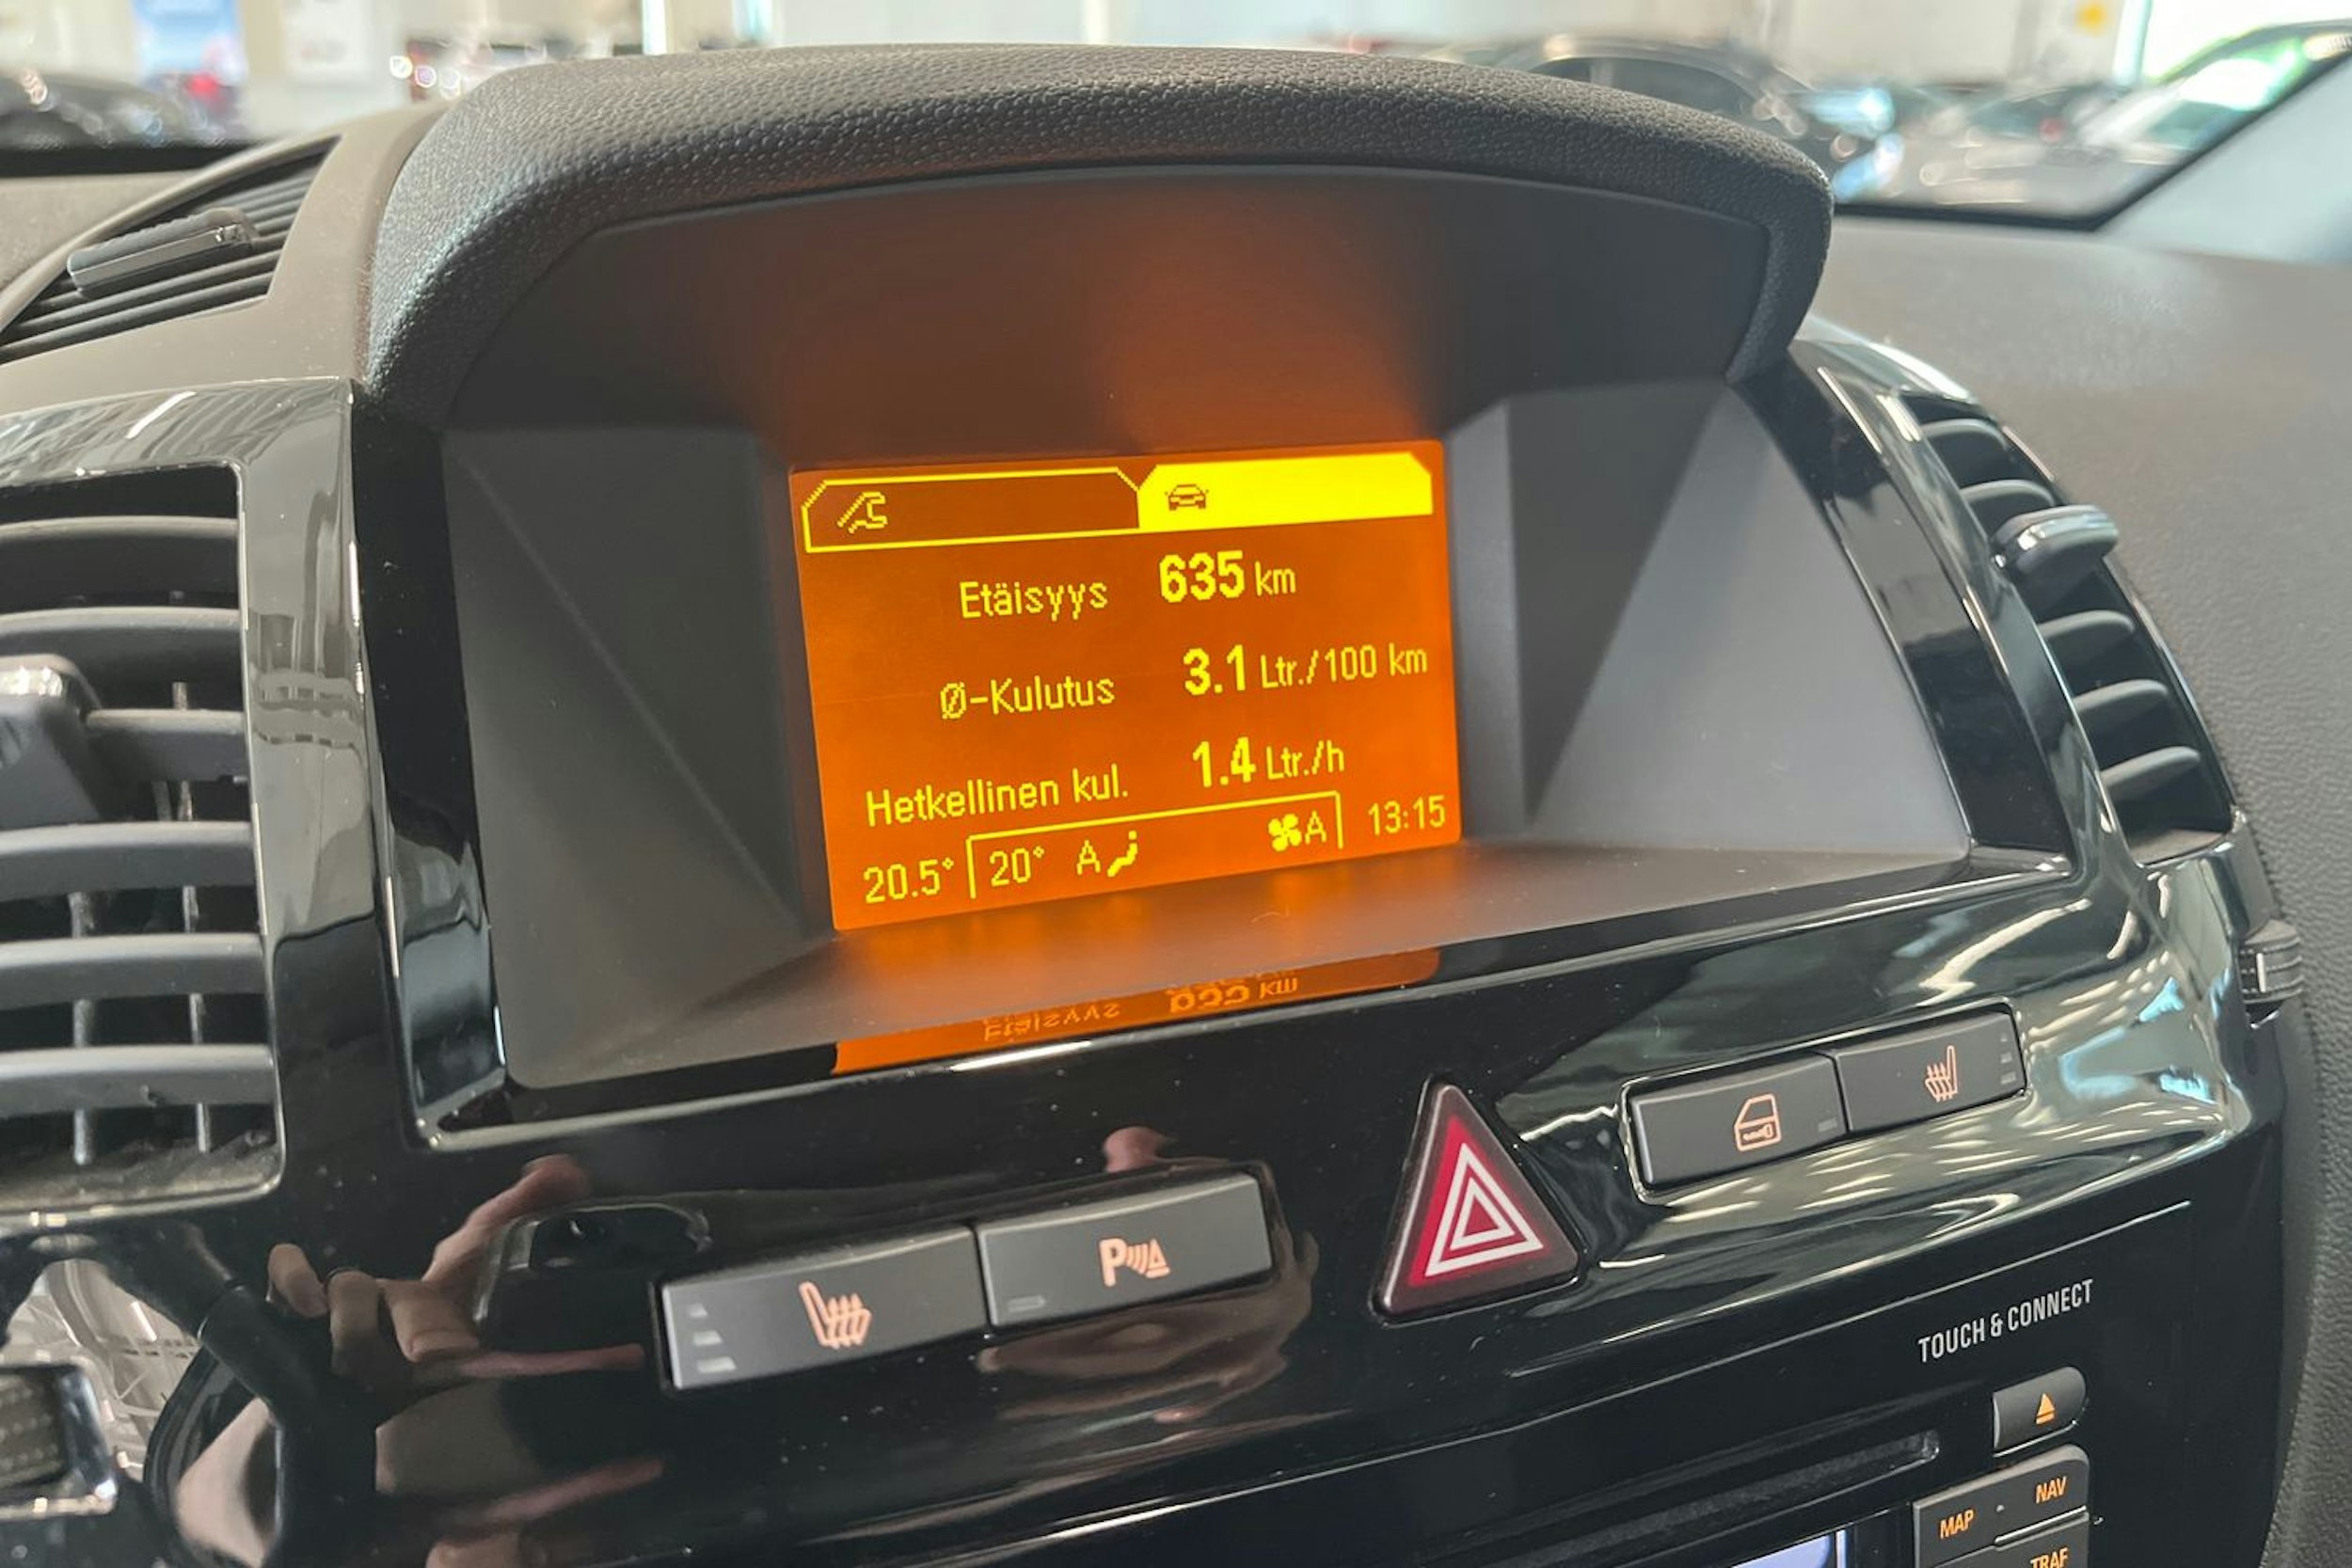 Etäisyys 635 km
Ø-Kulutus 3.1 Ltr./100 km
Hetkellinen kul. 1.4 Ltr./h
20.5° 20° A A 13:15
P
TOUCH & CONNECT
NAV
MAP
TRAF